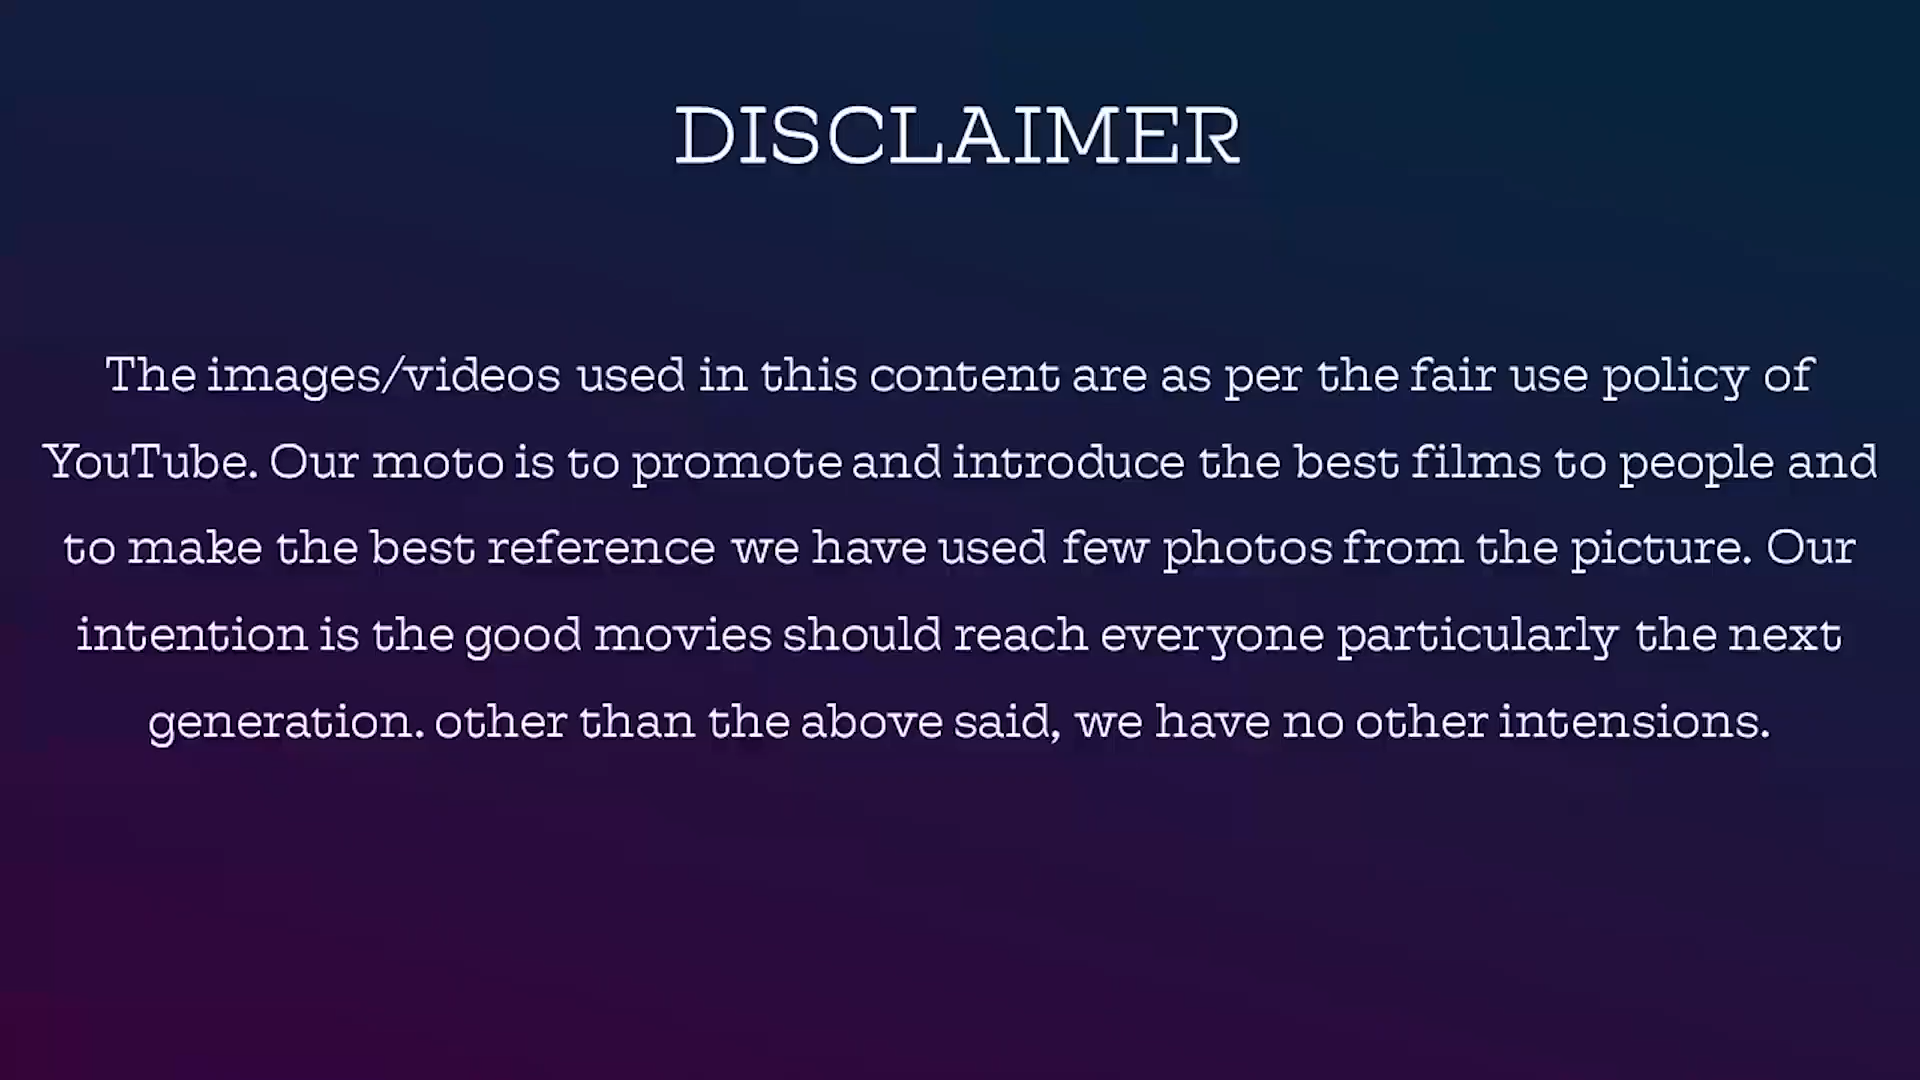 DISCLAIMER
The images/videos used in this content are as per the fair use policy of
YouTube. Our moto is to promote and introduce the best films to people and
to make the best reference we have used few photos from the picture. Our
intention is the good movies should reach everyone particularly the next
generation. other than the above said, we have no other intensions.